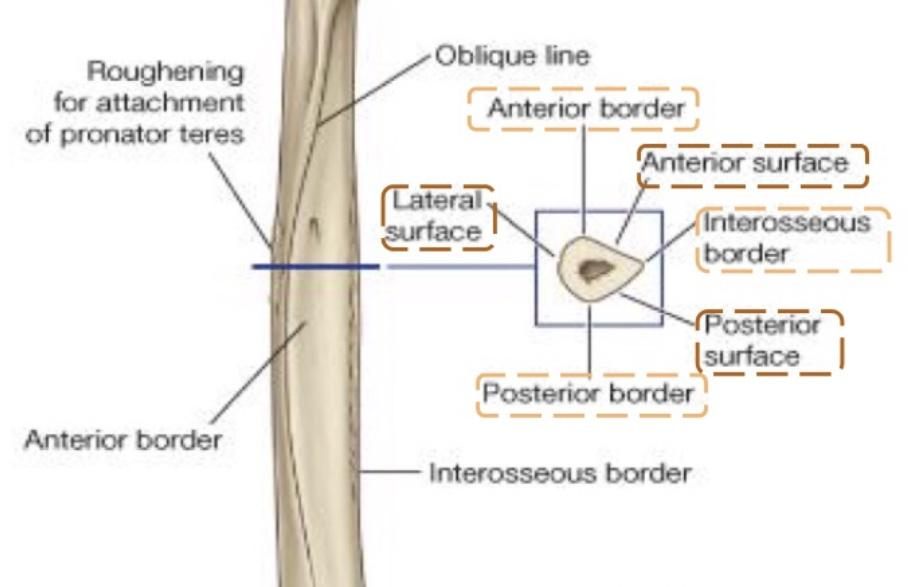 Roughening
for attachment
of pronator teres
Oblique line
Anterior border
Anterior surface
Lateral
surface
Interosseous
border
Posterior
surface
Posterior border
Anterior border
Interosseous border